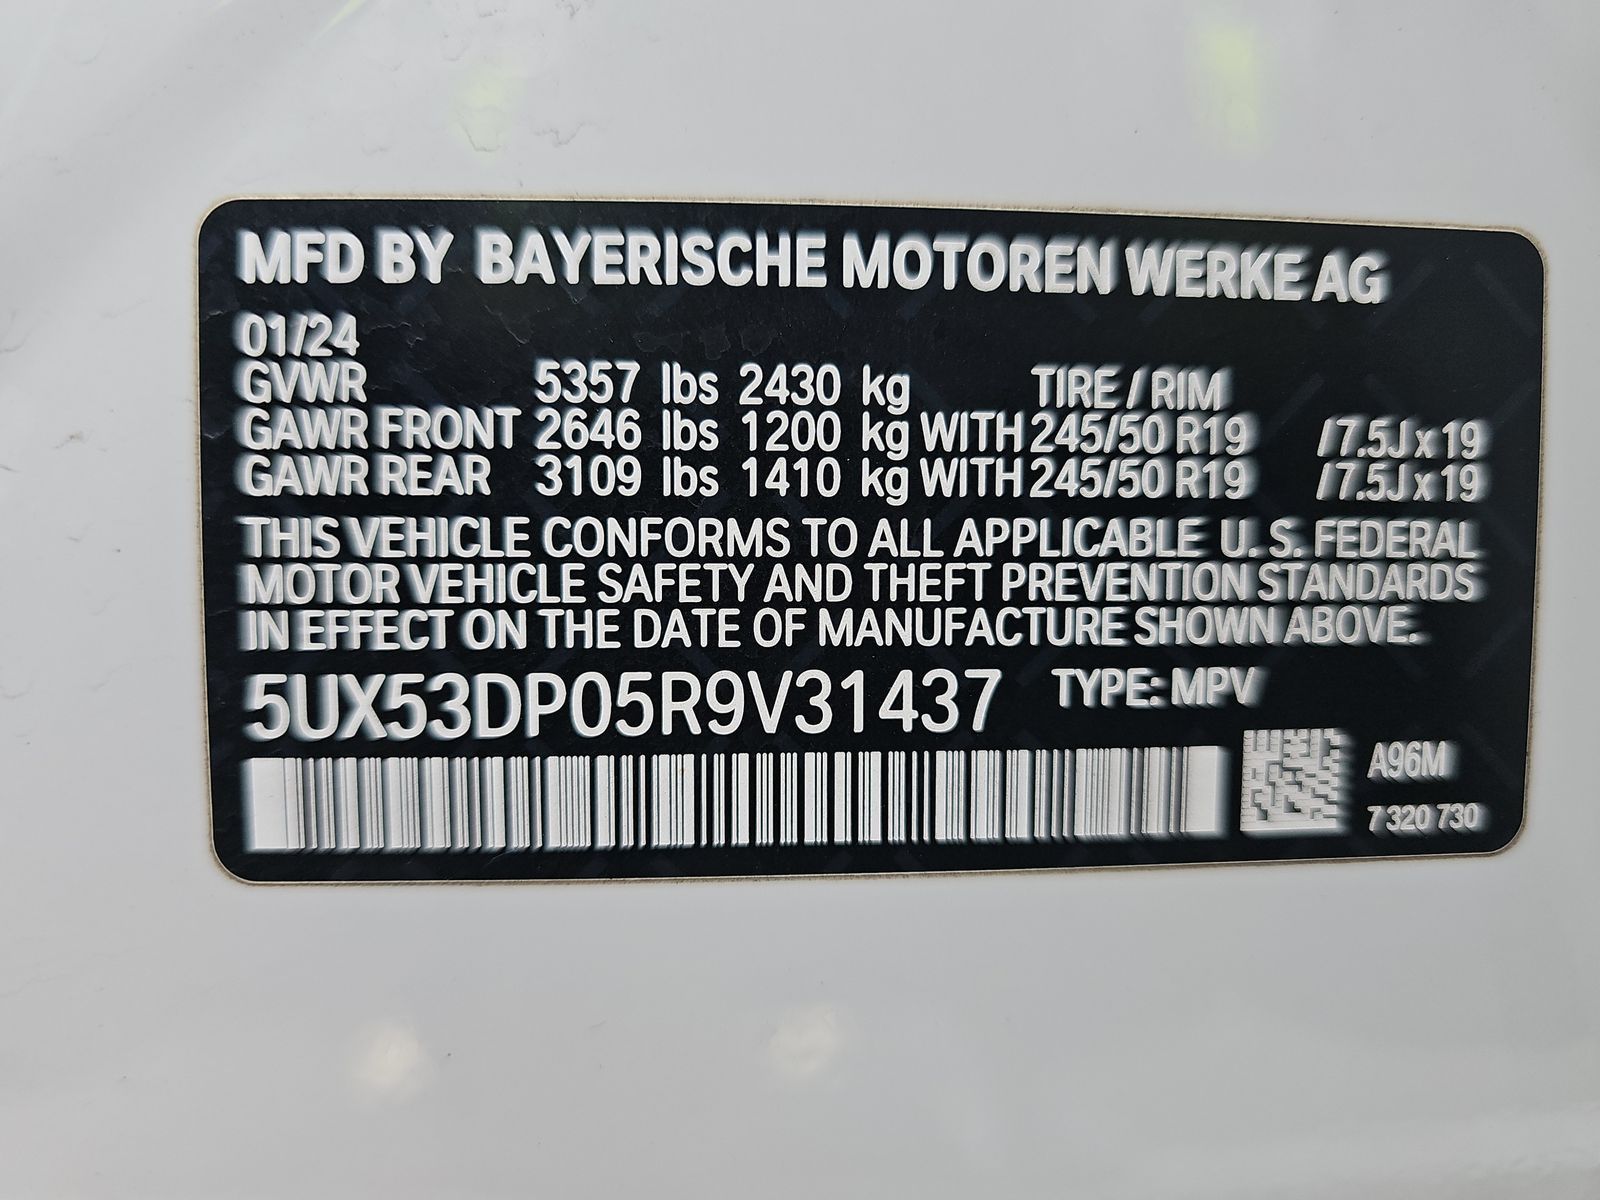 MFD BY BAYERISCHE MOTOREN WERKE AG
01/24
GVWR 5357 lbs 2430 kg TIRE / RIM
GAWR FRONT 2646 lbs 1200 kg WITH 245/50 R19 /7.5J x 19
GAWR REAR 3109 lbs 1410 kg WITH 245/50 R19 /7.5J x 19
THIS VEHICLE CONFORMS TO ALL APPLICABLE U. S. FEDERAL
MOTOR VEHICLE SAFETY AND THEFT PREVENTION STANDARDS
IN EFFECT ON THE DATE OF MANUFACTURE SHOWN ABOVE.
5UX53DP05R9V31437 TYPE: MPV
A96M
7 320 730